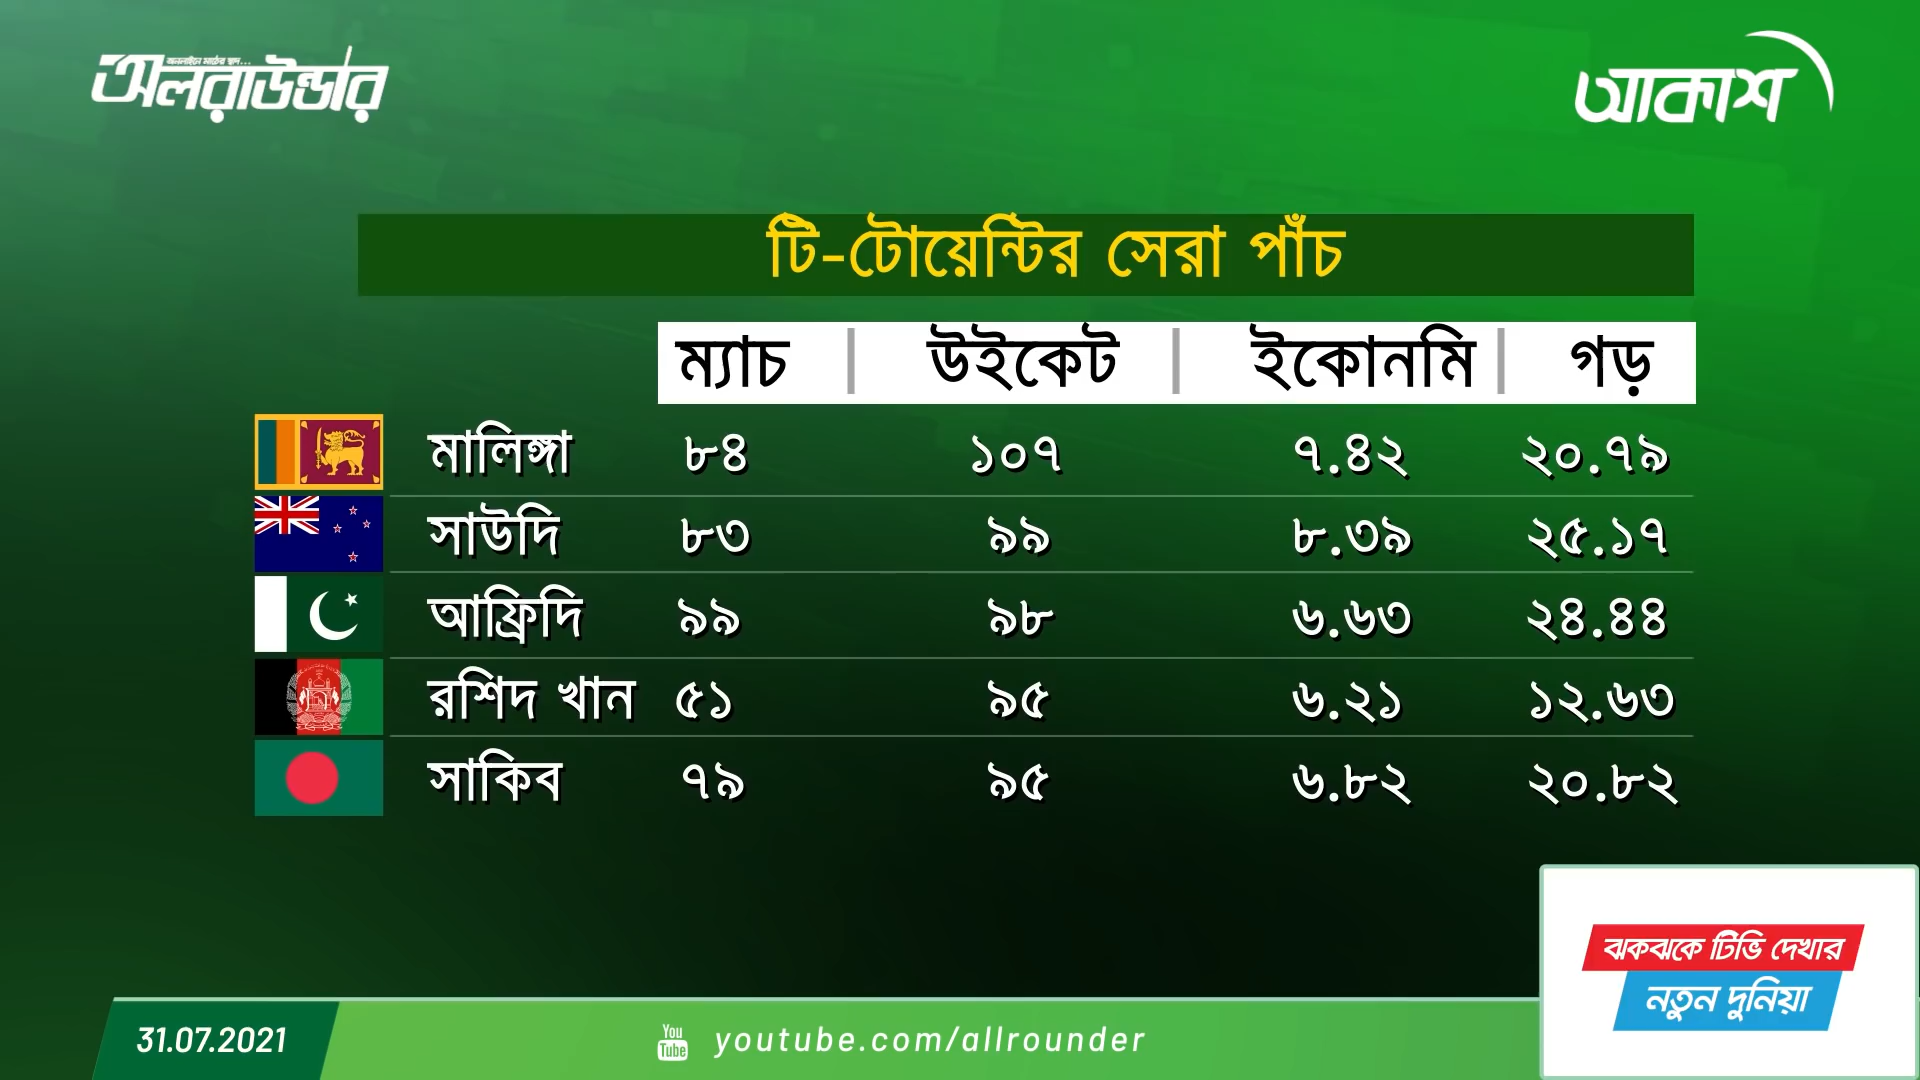 অনলাইনে মাঠের স্বাদ...
অলরাউন্ডার
আকাশ
টি-টোয়েন্টির সেরা পাঁচ
ম্যাচ | উইকেট | ইকোনমি | গড়
মালিঙ্গা ৮৪ ১০৭ ৭.৪২ ২০.৭৯
সাউদি ৮৩ ৯৯ ৮.৩৯ ২৫.১৭
আফ্রিদি ৯৯ ৯৮ ৬.৬৩ ২৪.৪৪
রশিদ খান ৫১ ৯৫ ৬.২১ ১২.৬৩
সাকিব ৭৯ ৯৫ ৬.৮২ ২০.৮২
ঝকঝকে টিভি দেখার
নতুন দুনিয়া
31.07.2021 You Tube youtube.com/allrounder